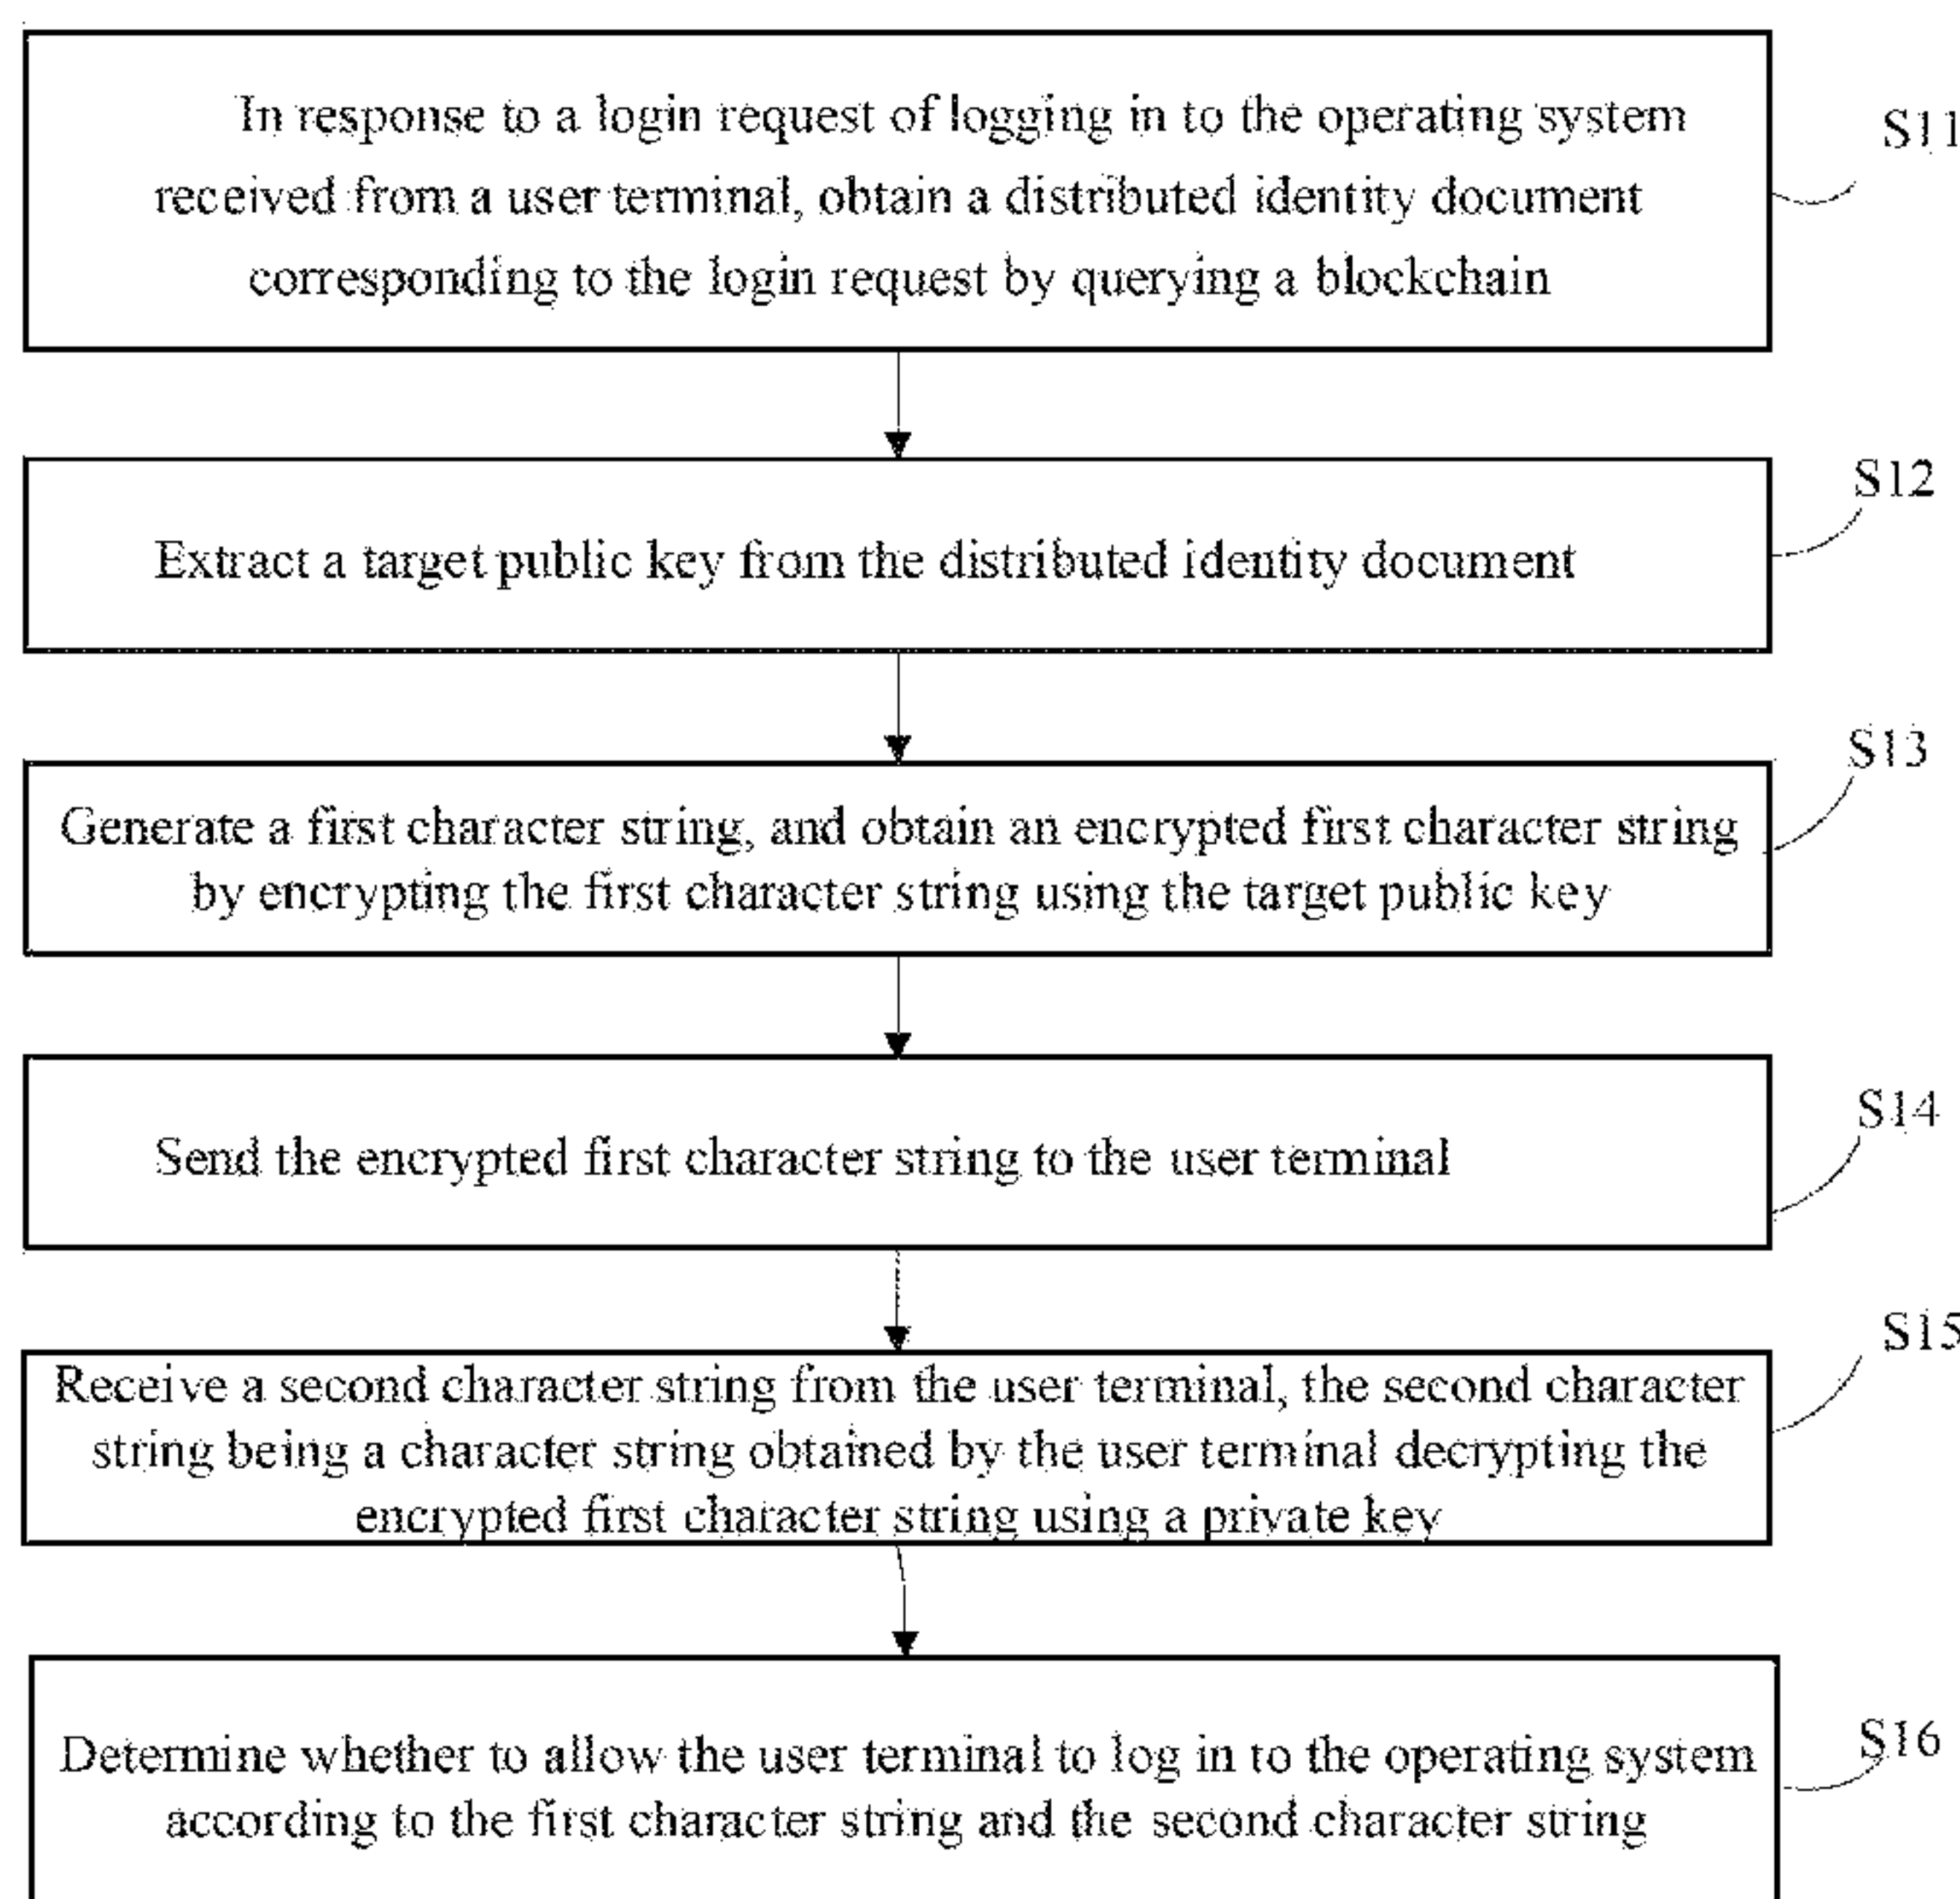 In response to a login request of logging in to the operating system
S11
received from a user terminal, obtain a distributed identity document
corresponding to the login request by querying a blockchain
S12
Extract a target public key from the distributed identity document
S13
Generate a first character string, and obtain an encrypted first character string
by encrypting the first character string using the target public key
S14
Send the encrypted first character string to the user terminal
S15
Receive a second character string from the user terminal, the second character
string being a character string obtained by the user terminal decrypting the
encrypted first character string using a private key
S16
Determine whether to allow the user terminal to log in to the operating system
according to the first character string and the second character string